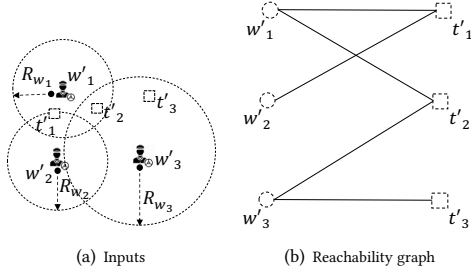 R_{w_1} w'_1
t'_3
t'_1 t'_2
w'_2 w'_3
R_{w_2} R_{w_3}
(a) Inputs
w'_1 t'_1
w'_2 t'_2
w'_3 t'_3
(b) Reachability graph